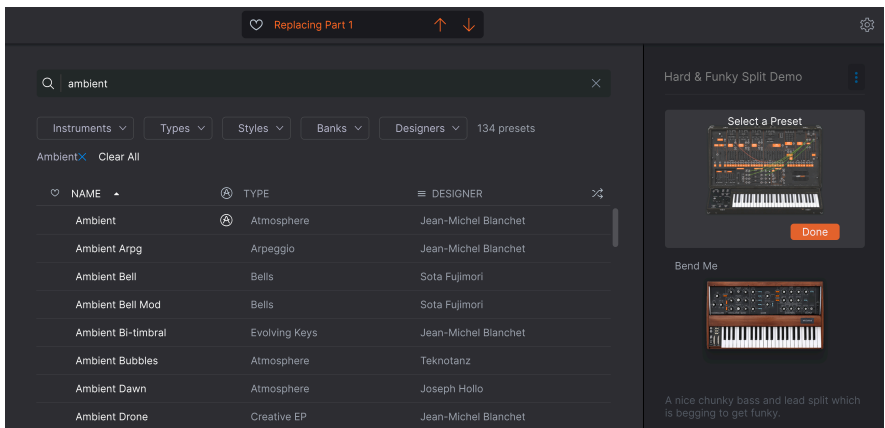 Replacing Part 1
ambient
Instruments Types Styles Banks Designers 134 presets
Ambient Clear All
NAME TYPE DESIGNER
Ambient Atmosphere Jean-Michel Blanchet
Ambient Arpg Arpeggio Jean-Michel Blanchet
Ambient Bell Bells Sota Fujimori
Ambient Bell Mod Bells Sota Fujimori
Ambient Bi-timbral Evolving Keys Jean-Michel Blanchet
Ambient Bubbles Atmosphere Teknotanz
Ambient Dawn Atmosphere Joseph Hollo
Ambient Drone Creative EP Jean-Michel Blanchet
Hard & Funky Split Demo
Select a Preset
Done
Bend Me
A nice chunky bass and lead split which
is begging to get funky.